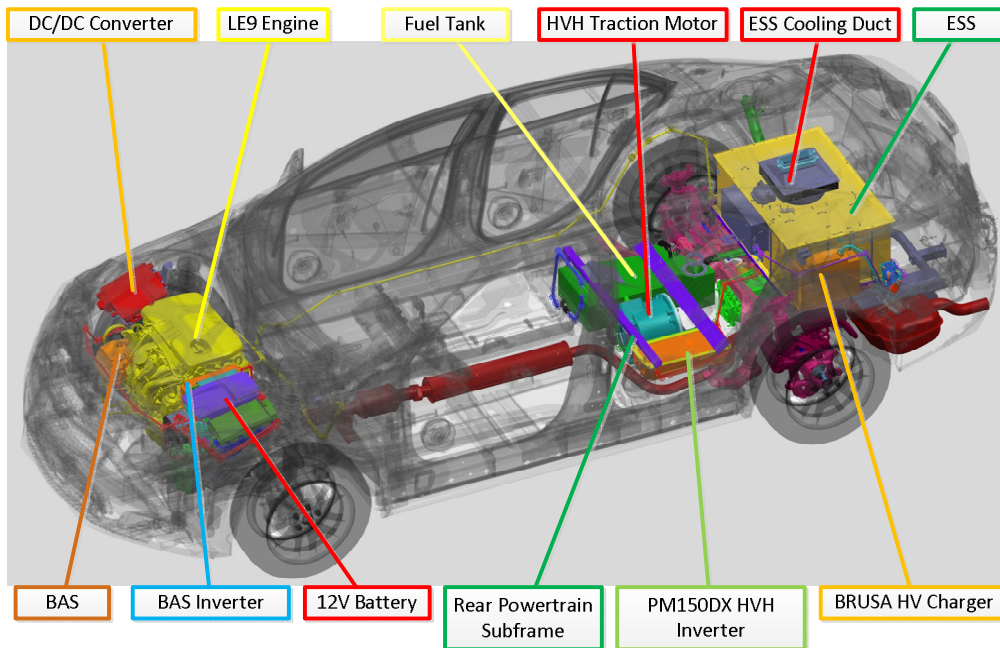 DC/DC Converter
LE9 Engine
Fuel Tank
HVH Traction Motor
ESS Cooling Duct
ESS
BAS
BAS Inverter
12V Battery
Rear Powertrain
Subframe
PM150DX HVH
Inverter
BRUSA HV Charger